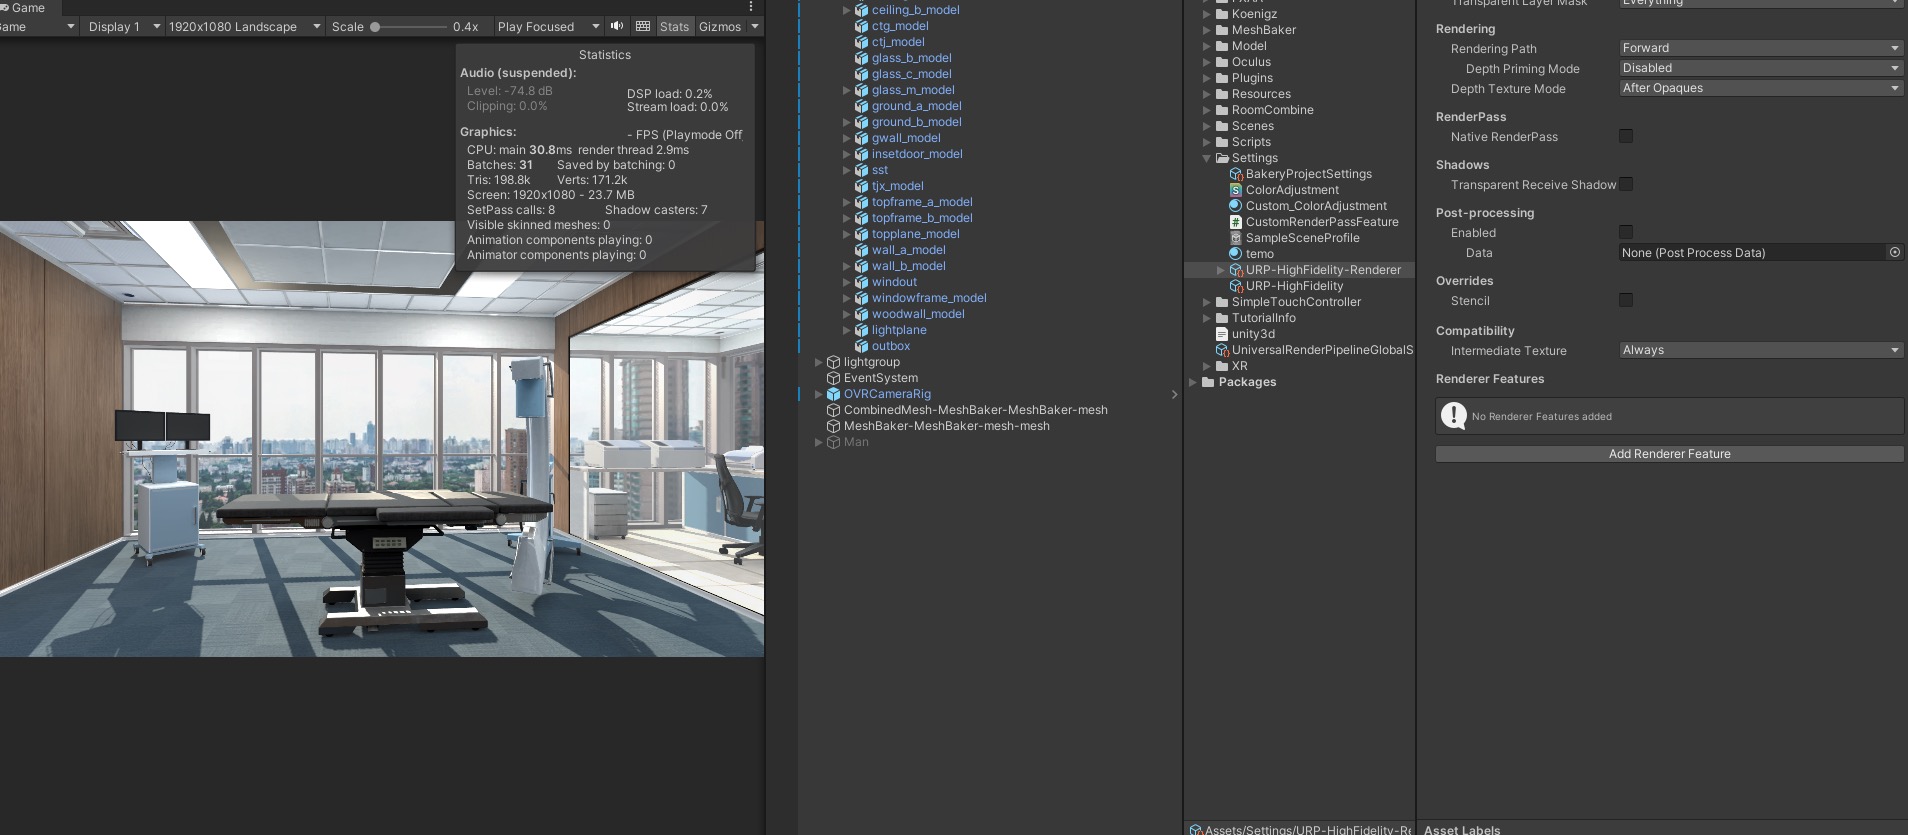 Game
Display 1
1920x1080 Landscape
Scale
0.4x
Play Focused
Stats
Gizmos
Statistics
Audio (suspended):
Level: -74.8 dB
DSP load: 0.2%
Clipping: 0.0%
Stream load: 0.0%
Graphics:
- FPS (Playmode Off
CPU: main 30.8ms render thread 2.9ms
Batches: 31 Saved by batching: 0
Tris: 198.8k Verts: 171.2k
Screen: 1920x1080 - 23.7 MB
SetPass calls: 8 Shadow casters: 7
Visible skinned meshes: 0
Animation components playing: 0
Animator components playing: 0
ceiling_b_model
ctg_model
ctj_model
glass_b_model
glass_c_model
glass_m_model
ground_a_model
ground_b_model
gwall_model
insetdoor_model
sst
tjx_model
topframe_a_model
topframe_b_model
topplane_model
wall_a_model
wall_b_model
windout
windowframe_model
woodwall_model
lightplane
outbox
lightgroup
EventSystem
OVRCameraRig
CombinedMesh-MeshBaker-MeshBaker-mesh
MeshBaker-MeshBaker-mesh-mesh
Man
Koenigz
MeshBaker
Model
Oculus
Plugins
Resources
RoomCombine
Scenes
Scripts
Settings
BakeryProjectSettings
ColorAdjustment
Custom_ColorAdjustment
CustomRenderPassFeature
SampleSceneProfile
temo
URP-HighFidelity-Renderer
URP-HighFidelity
SimpleTouchController
TutorialInfo
unity3d
UniversalRenderPipelineGlobalS
XR
Packages
Assets/Settings/URP-HighFidelity-Re
Transparent Layer Mask
Everything
Rendering
Rendering Path
Forward
Depth Priming Mode
Disabled
Depth Texture Mode
After Opaques
RenderPass
Native RenderPass
Shadows
Transparent Receive Shadow
Post-processing
Enabled
Data
None (Post Process Data)
Overrides
Stencil
Compatibility
Intermediate Texture
Always
Renderer Features
No Renderer Features added
Add Renderer Feature
Asset Labels